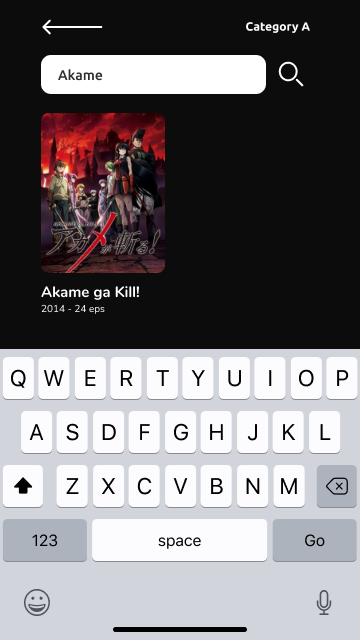 Category A
Akame
アカメが斬る!
Akame ga Kill!
2014 - 24 eps
Q W E R T Y U I O P
A S D F G H J K L
Z X C V B N M
123 space Go